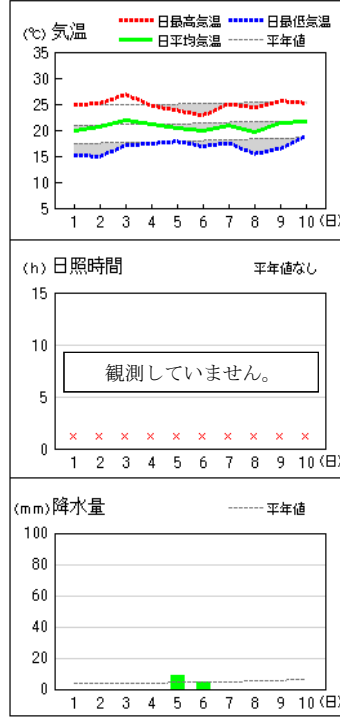 (℃) 気温 日最高気温 日最低気温
日平均気温 平年値
35
30
25
20
15
10
5
1 2 3 4 5 6 7 8 9 10 (日)
(h) 日照時間 平年値なし
15
10
観測していません。
5
0
× × × × × × × × × ×
1 2 3 4 5 6 7 8 9 10 (日)
(mm) 降水量 平年値
100
80
60
40
20
0
1 2 3 4 5 6 7 8 9 10 (日)